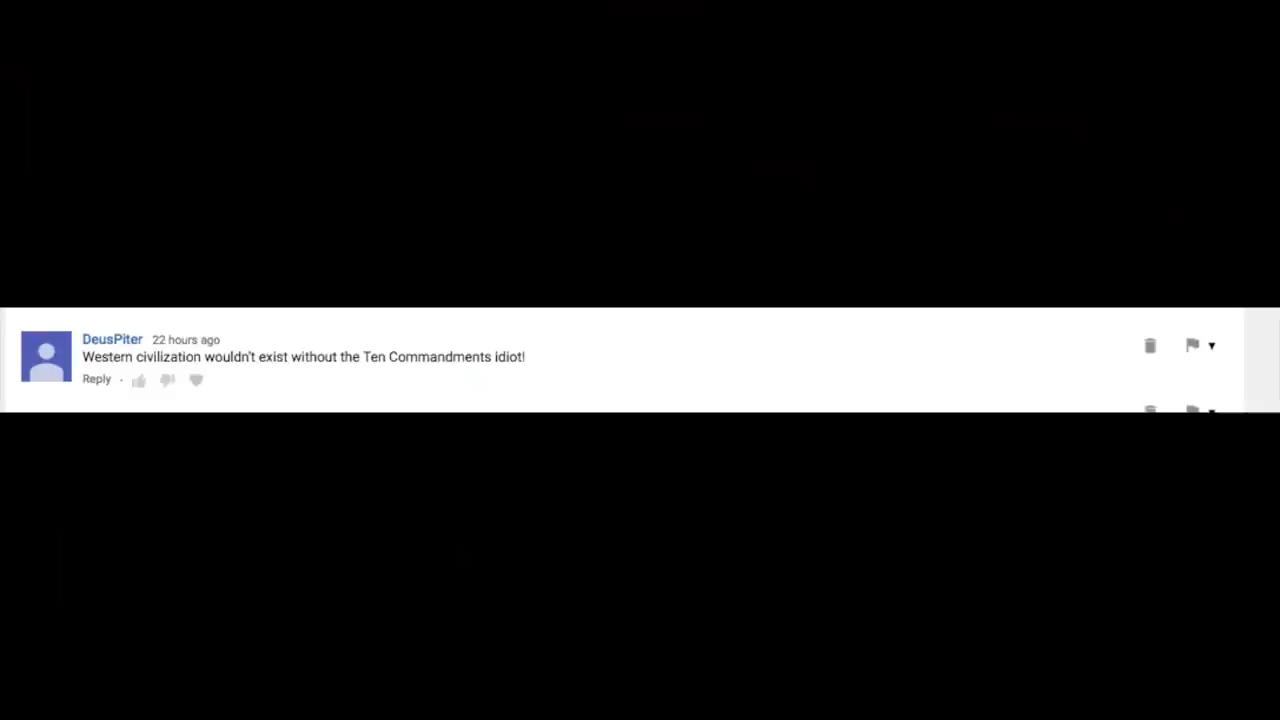 DeusPiter 22 hours ago
Western civilization wouldn't exist without the Ten Commandments idiot!
Reply ·